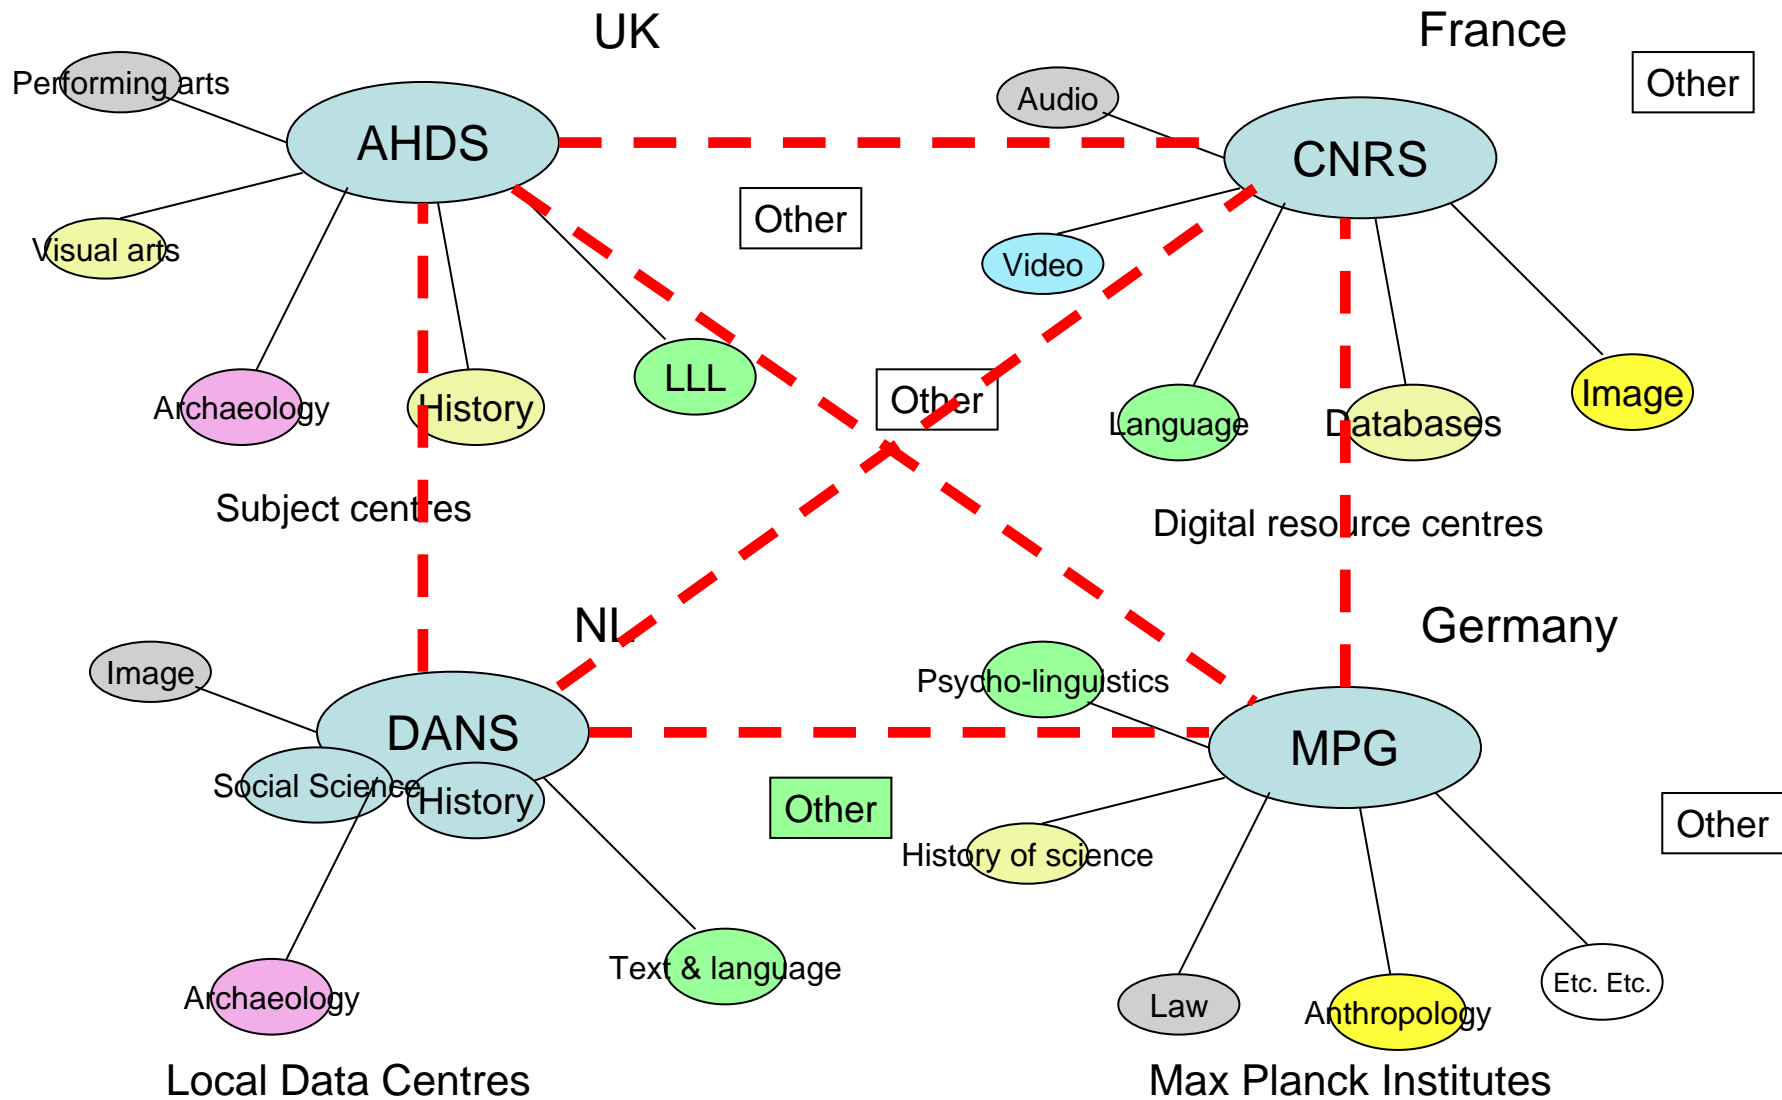 UK
France
Performing arts
AHDS
Audio
CNRS
Other
Visual arts
Other
Video
Archaeology
History
LLL
Other
Language
Databases
Image
Subject centres
Digital resource centres
NL
Germany
Image
DANS
Psycho-linguistics
MPG
Social Science
History
Other
History of science
Other
Archaeology
Text & language
Law
Anthropology
Etc. Etc.
Local Data Centres
Max Planck Institutes